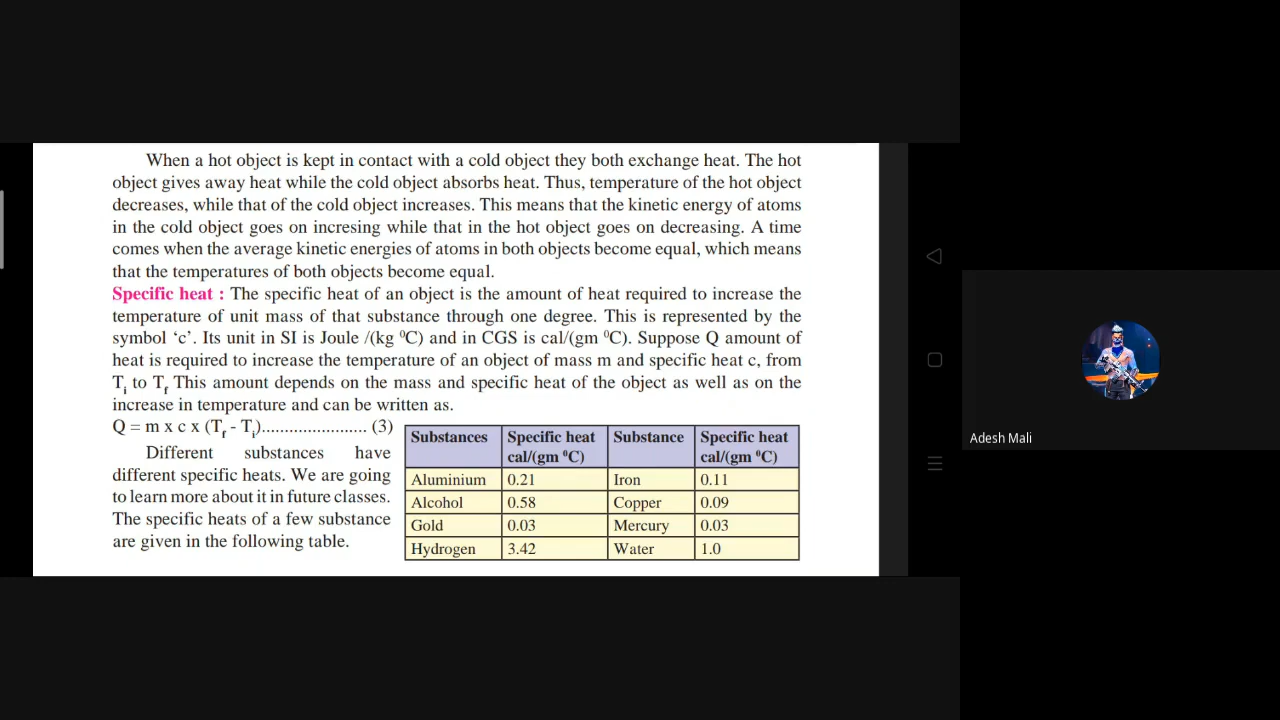 When a hot object is kept in contact with a cold object they both exchange heat. The hot
object gives away heat while the cold object absorbs heat. Thus, temperature of the hot object
decreases, while that of the cold object increases. This means that the kinetic energy of atoms
in the cold object goes on incresing while that in the hot object goes on decreasing. A time
comes when the average kinetic energies of atoms in both objects become equal, which means
that the temperatures of both objects become equal.
Specific heat : The specific heat of an object is the amount of heat required to increase the
temperature of unit mass of that substance through one degree. This is represented by the
symbol ‘c’. Its unit in SI is Joule /(kg ⁰C) and in CGS is cal/(gm ⁰C). Suppose Q amount of
heat is required to increase the temperature of an object of mass m and specific heat c, from
Ti to Tf This amount depends on the mass and specific heat of the object as well as on the
increase in temperature and can be written as.
Q = m x c x (Tf - Ti)....................... (3)
Different substances have
different specific heats. We are going
to learn more about it in future classes.
The specific heats of a few substance
are given in the following table.
Substances Specific heat cal/(gm ⁰C) Substance Specific heat cal/(gm ⁰C)
Aluminium 0.21 Iron 0.11
Alcohol 0.58 Copper 0.09
Gold 0.03 Mercury 0.03
Hydrogen 3.42 Water 1.0
Adesh Mali